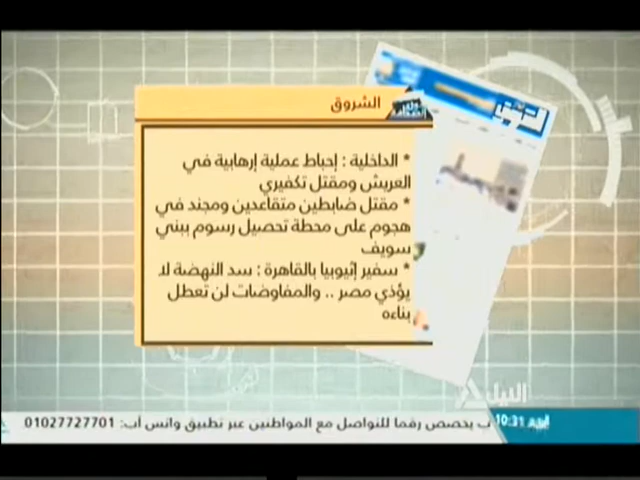 الشروق
* الداخلية : إحباط عملية إرهابية في
العريش ومقتل تكفيري
* مقتل ضابطين متقاعدين ومجند في
هجوم على محطة تحصيل رسوم ببني
سويف
* سفير إثيوبيا بالقاهرة : سد النهضة لا
يؤذي مصر .. والمفاوضات لن تعطل
بناءه
النيل
10:31
يخصص رقما للتواصل مع المواطنين عبر تطبيق واتس آب: 01027727701